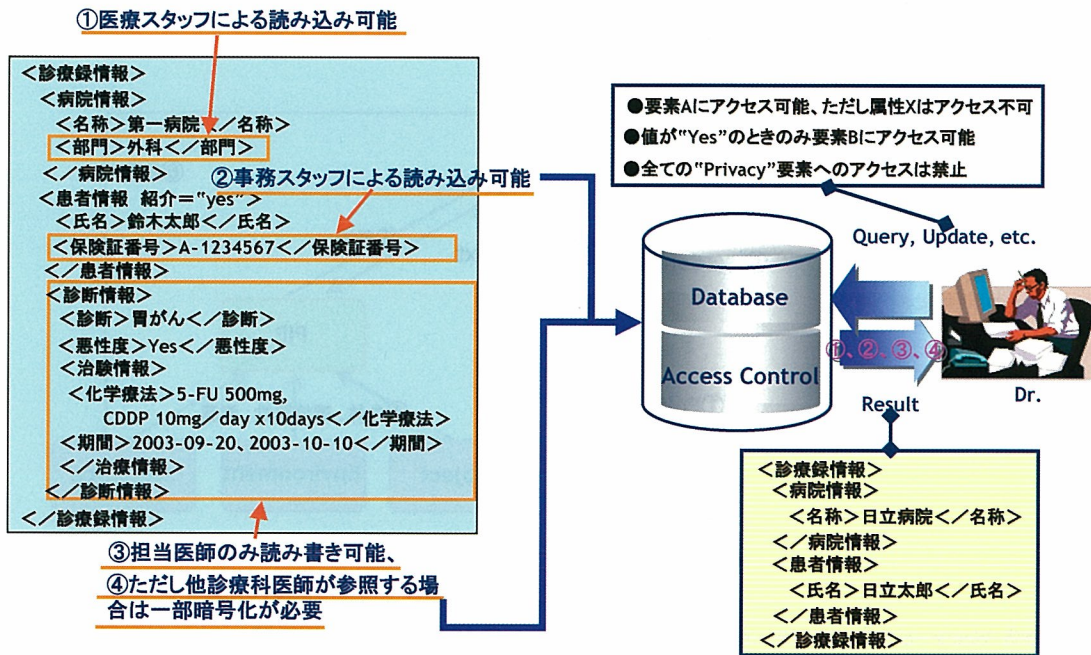 ①医療スタッフによる読み込み可能
<診療録情報>
<病院情報>
<名称>第一病院</名称>
<部門>外科</部門>
</病院情報>
②事務スタッフによる読み込み可能
<患者情報 紹介="yes">
<氏名>鈴木太郎</氏名>
<保険証番号>A-1234567</保険証番号>
</患者情報>
<診断情報>
<診断>胃がん</診断>
<悪性度>Yes</悪性度>
<治験情報>
<化学療法>5-FU 500mg,
CDDP 10mg/day x10days</化学療法>
<期間>2003-09-20、2003-10-10</期間>
</治療情報>
</診断情報>
</診療録情報>
③担当医師のみ読み書き可能、
④ただし他診療科医師が参照する場
合は一部暗号化が必要
●要素Aにアクセス可能、ただし属性Xはアクセス不可
●値が"Yes"のときのみ要素Bにアクセス可能
●全ての"Privacy"要素へのアクセスは禁止
Query, Update, etc.
Database
Access Control
①、②、③、④
Result
Dr.
<診療録情報>
<病院情報>
<名称>日立病院</名称>
</病院情報>
<患者情報>
<氏名>日立太郎</氏名>
</患者情報>
</診療録情報>